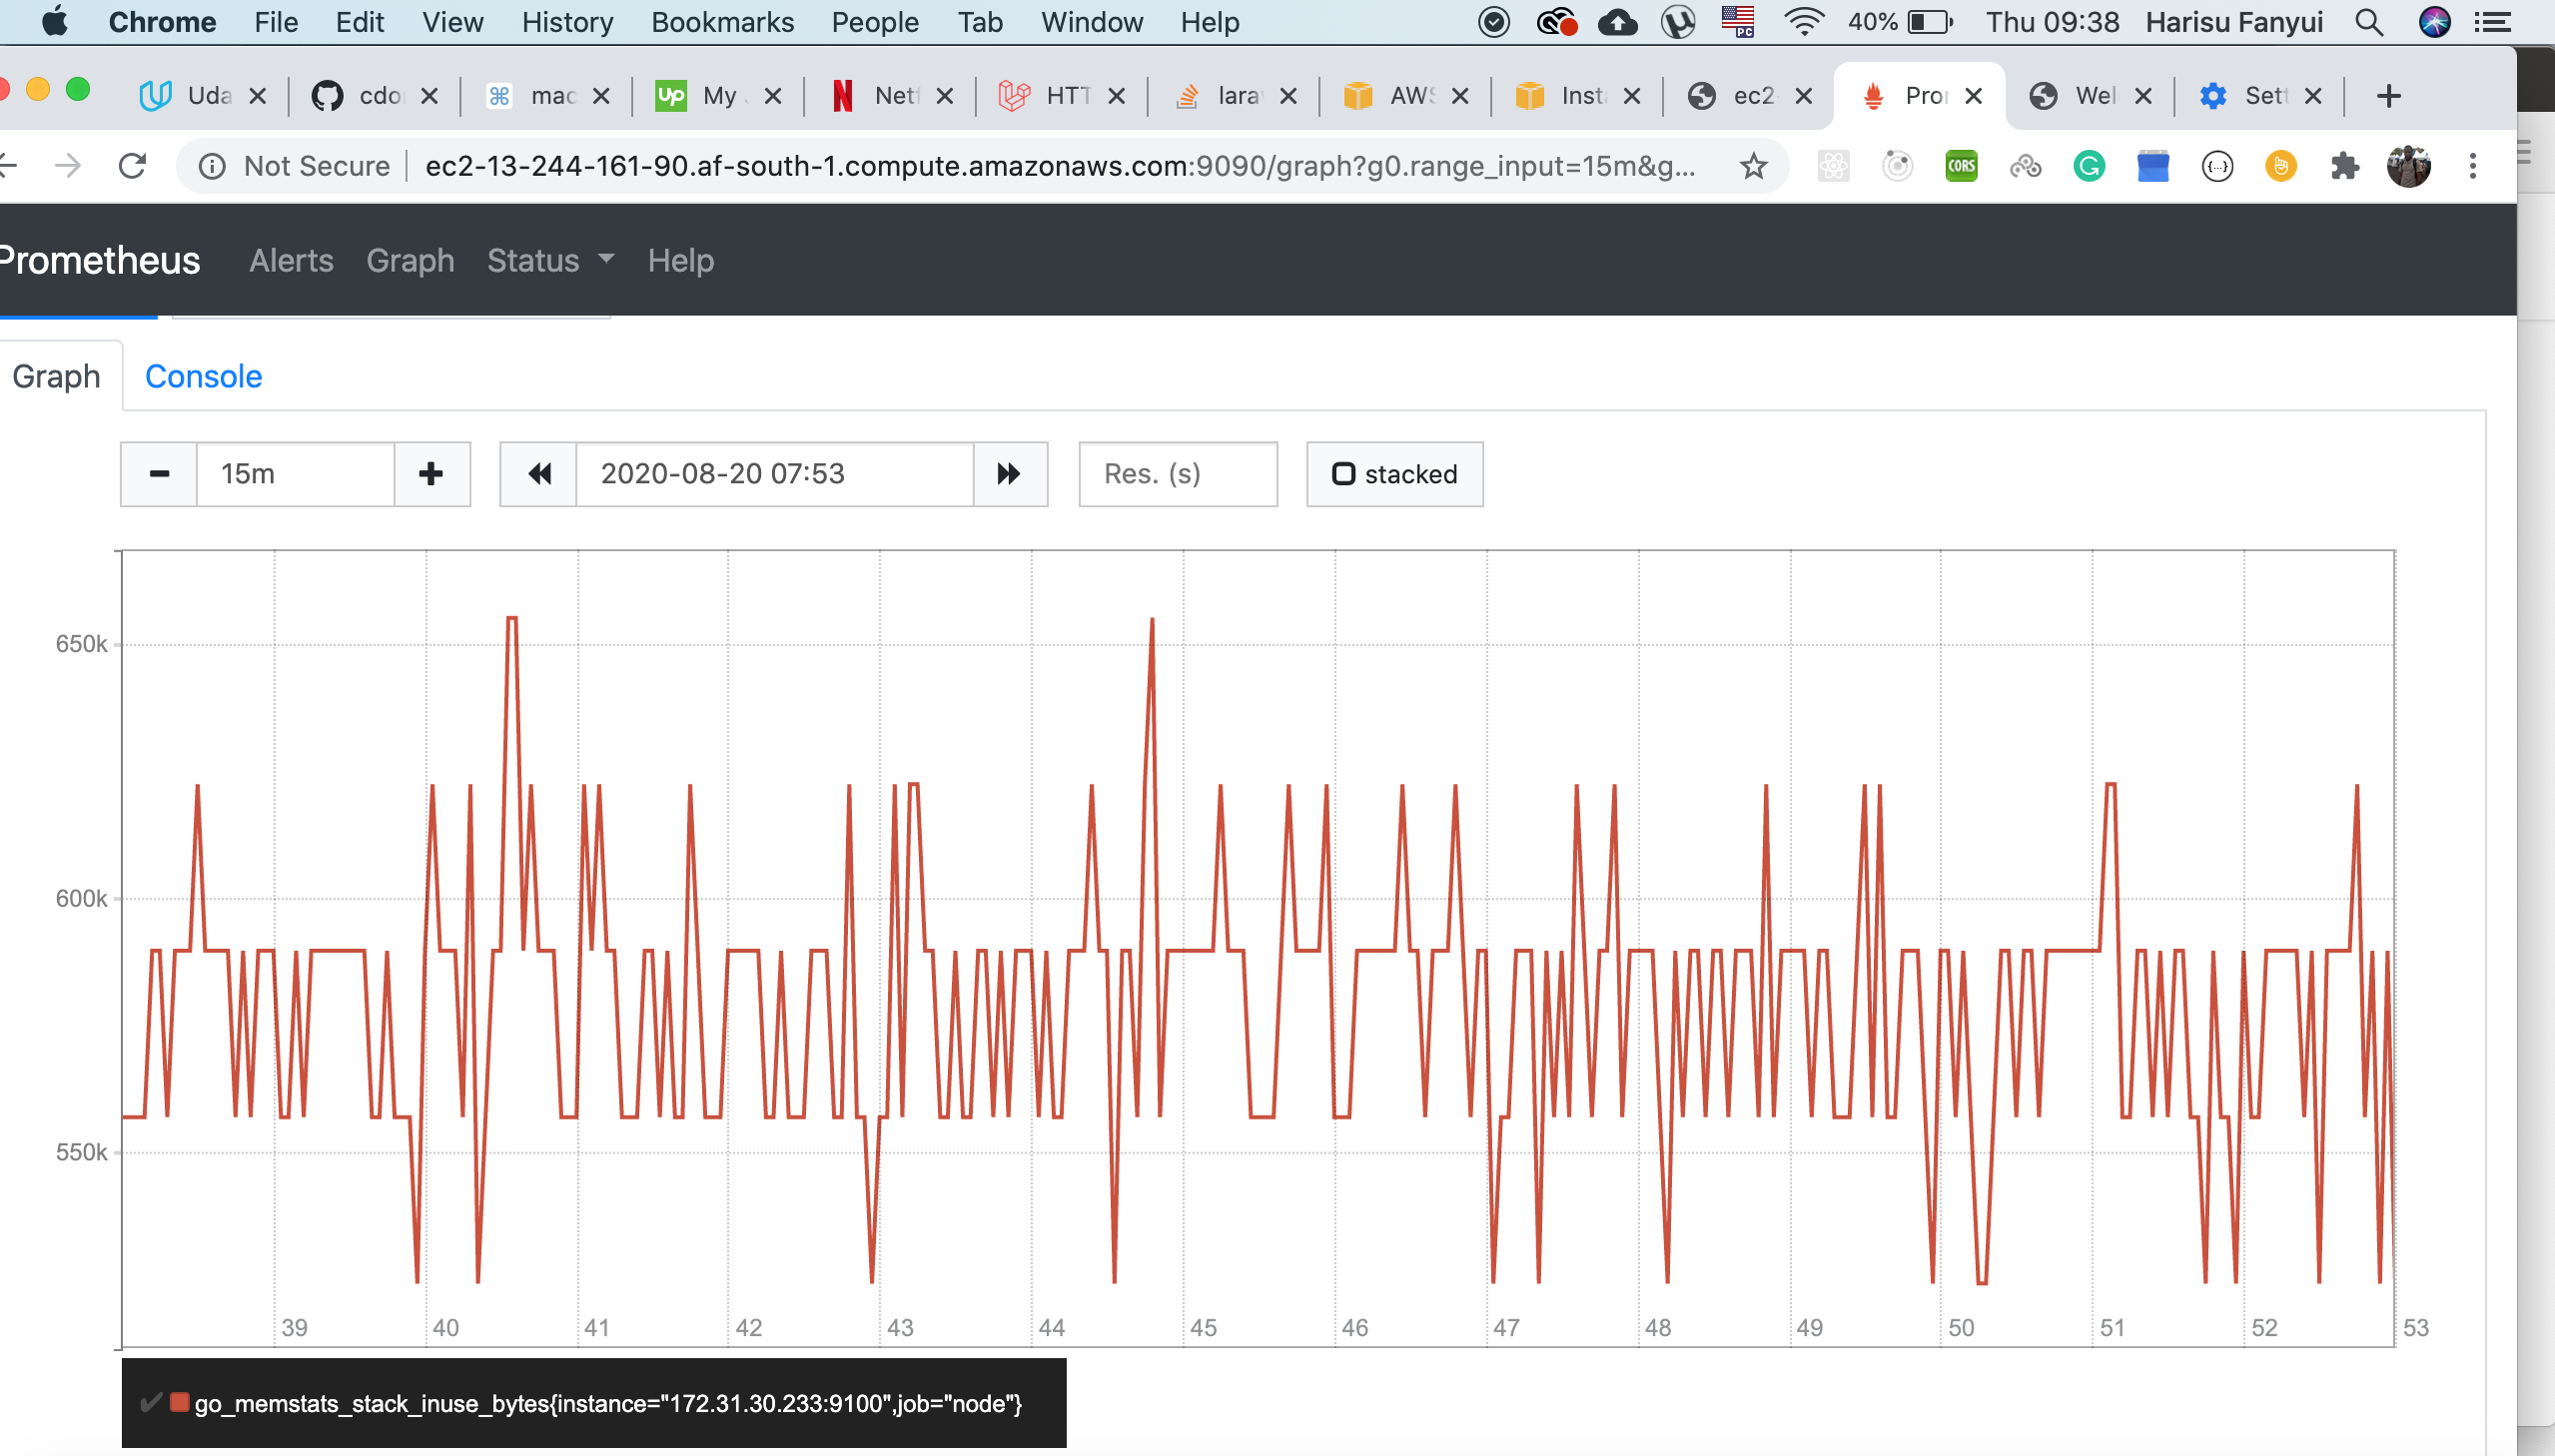 Chrome File Edit View History Bookmarks People Tab Window Help PC 40% Thu 09:38 Harisu Fanyui
Uda cdo mac UP My Net HTT lara AWS Inst ec2 Pro Wel Sett
Not Secure ec2-13-244-161-90.af-south-1.compute.amazonaws.com:9090/graph?g0.range_input=15m&g... CORS
Prometheus Alerts Graph Status Help
Graph Console
15m 2020-08-20 07:53 Res. (s) stacked
650k
600k
550k
39 40 41 42 43 44 45 46 47 48 49 50 51 52 53
go_memstats_stack_inuse_bytes{instance="172.31.30.233:9100",job="node"}